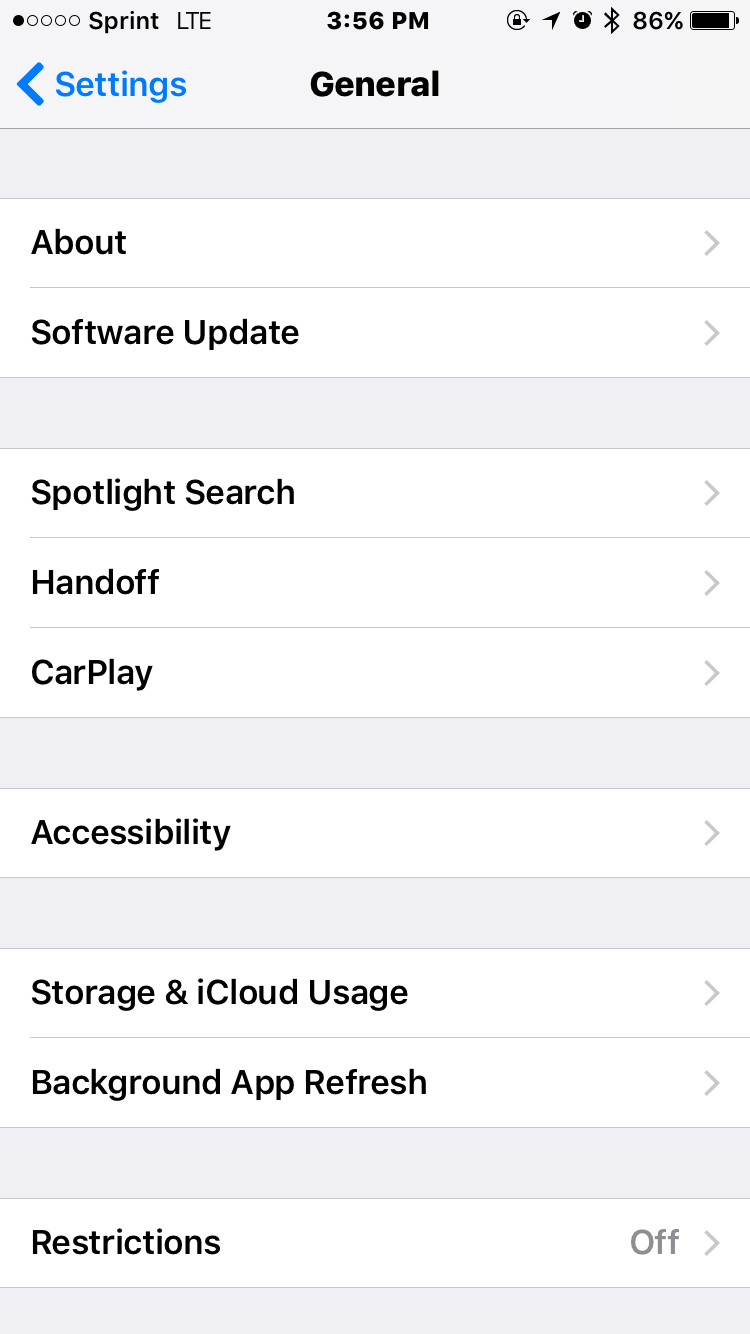 Sprint LTE 3:56 PM 86%
Settings General
About
Software Update
Spotlight Search
Handoff
CarPlay
Accessibility
Storage & iCloud Usage
Background App Refresh
Restrictions Off